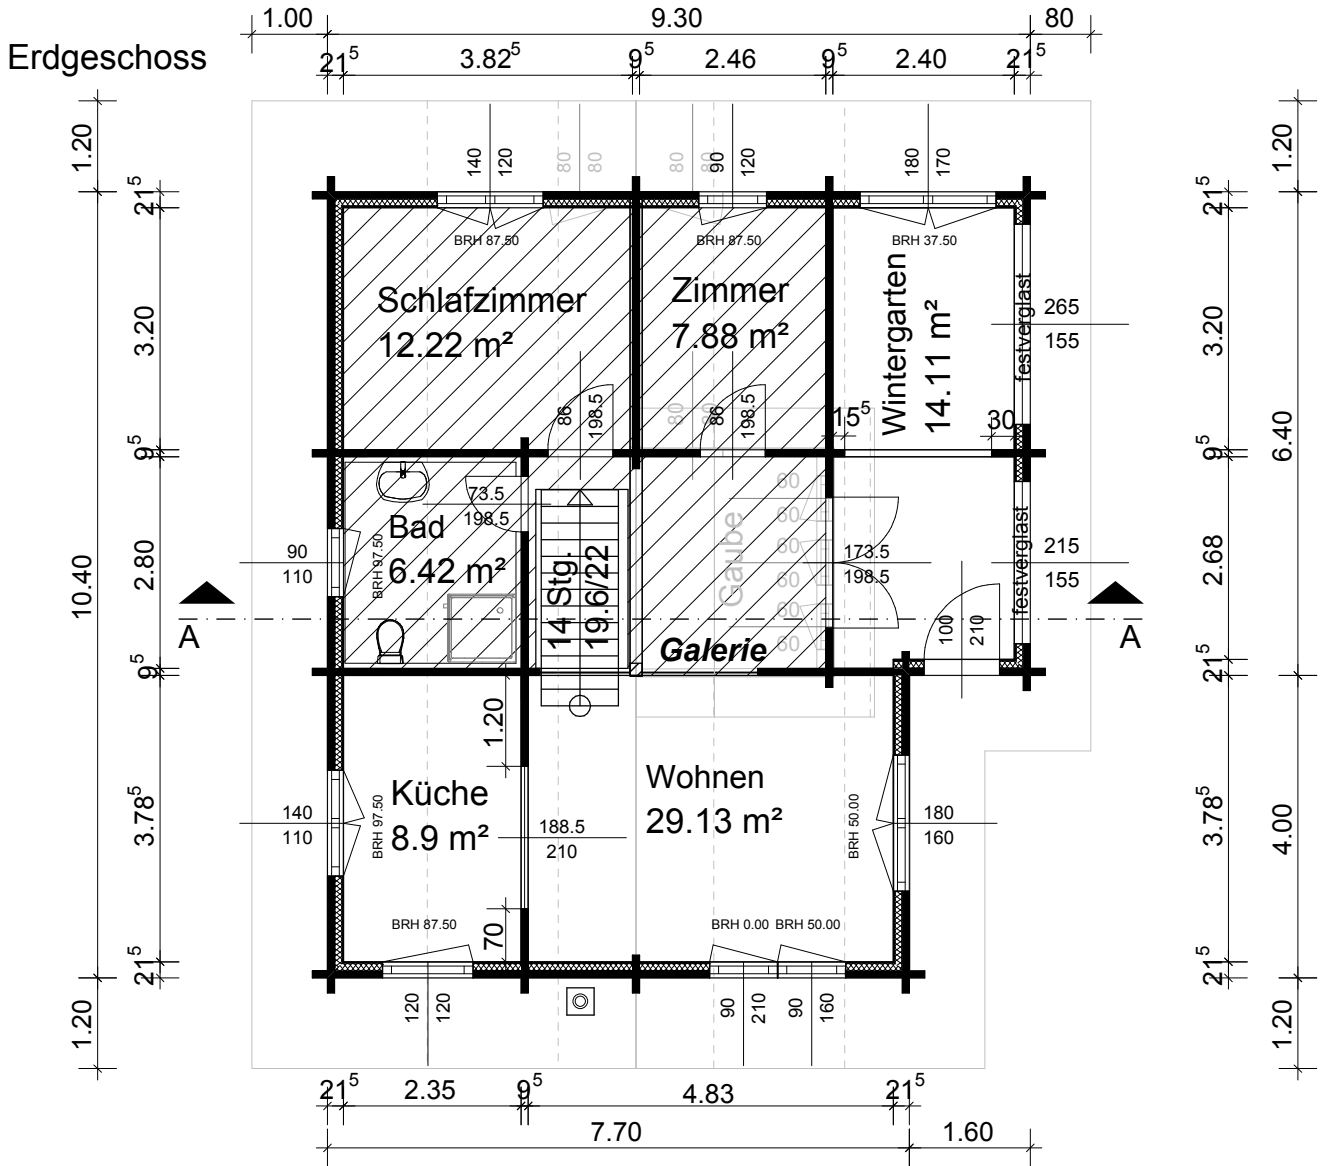 1.00 9.30 80
Erdgeschoss
21⁵ 3.82⁵ 9⁵ 2.46 9⁵ 2.40 21⁵
1.20 1.20
140 120 80 80 80 90 80 120 180 170
21⁵ 21⁵
BRH 87.50 BRH 87.50 BRH 37.50
Schlafzimmer
12.22 m²
Zimmer
7.88 m²
Wintergarten
14.11 m²
festverglast
265
155
3.20 3.20
86 198.5 80 80 86 198.5
15⁵ 30
9⁵ 9⁵
6.40
10.40
73.5
198.5
Bad
6.42 m²
90
110
BRH 97.50
2.80
14 Stg.
19.6/22
Gaube
60
60
60
60
60
60
173.5
198.5
festverglast
215
155
2.68
A A
100 210
Galerie
9⁵ 21⁵
1.20
Küche
8.9 m²
Wohnen
29.13 m²
140
110
BRH 97.50
188.5
210
BRH 50.00
180
160
3.78⁵ 3.78⁵
4.00
BRH 87.50 BRH 0.00 BRH 50.00
70
21⁵ 21⁵
120 120 90 210 90 160
1.20 1.20
21⁵ 2.35 9⁵ 4.83 21⁵
7.70 1.60